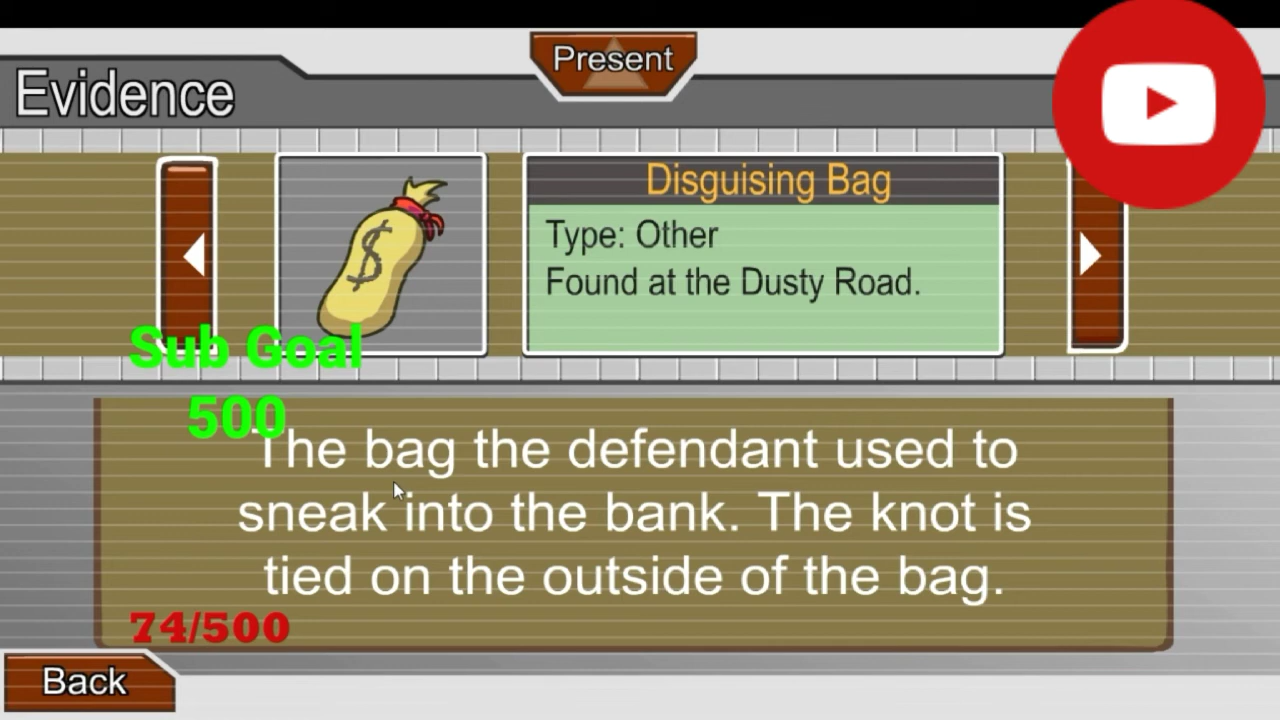 Present
Evidence
Disguising Bag
Type: Other
Found at the Dusty Road.
$
Sub Goal
500
The bag the defendant used to
sneak into the bank. The knot is
tied on the outside of the bag.
74/500
Back